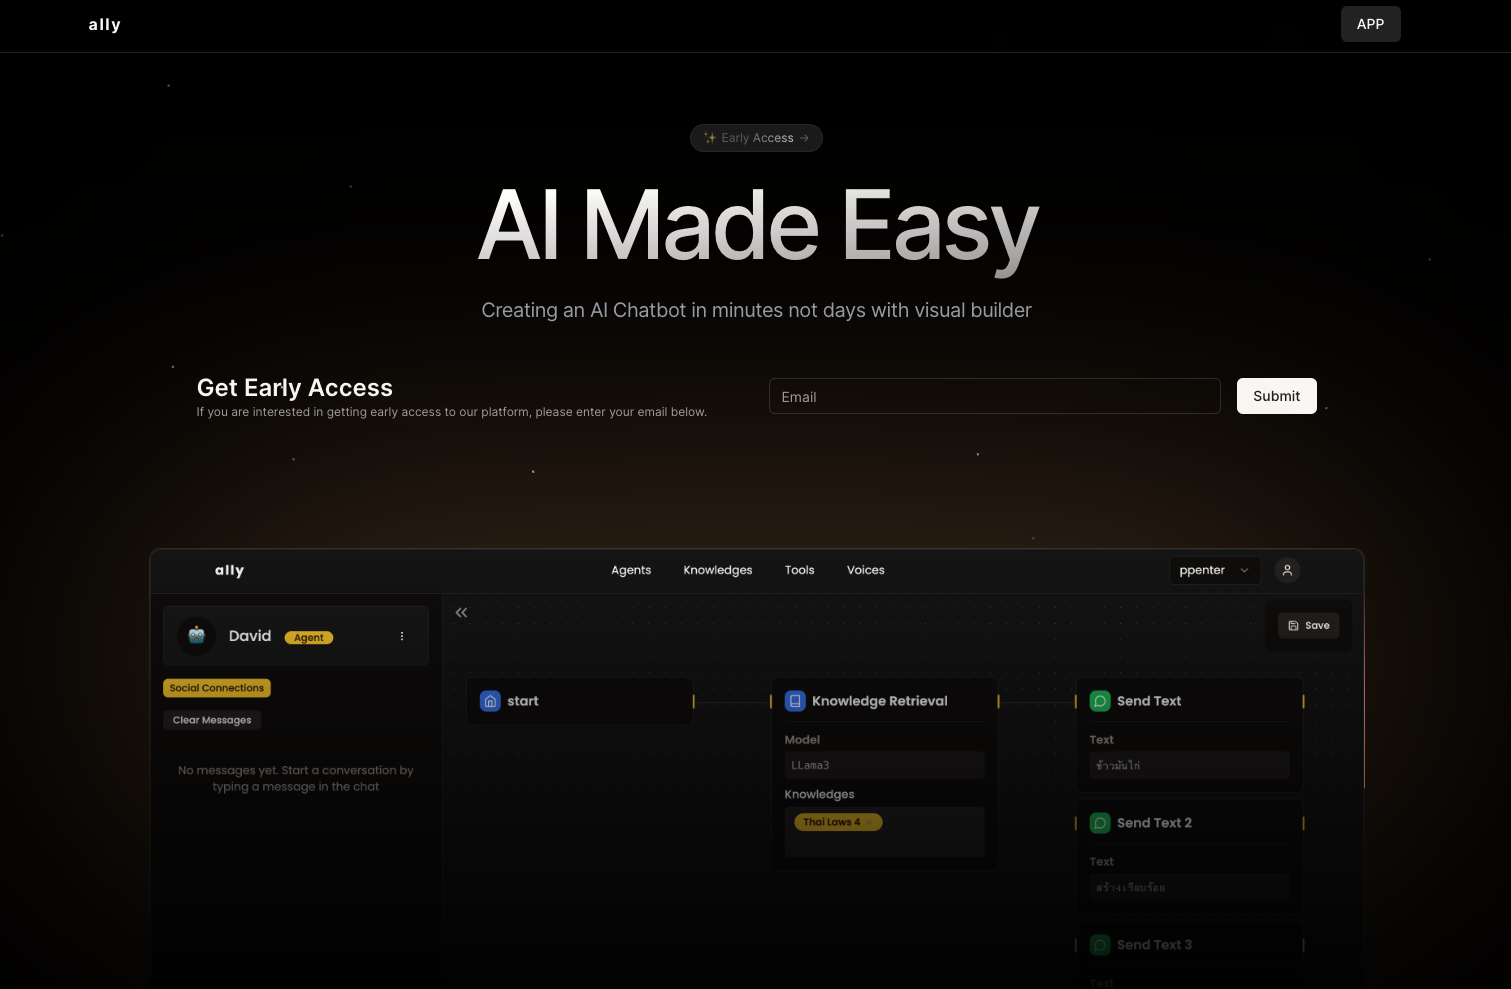 ally
APP
✨ Early Access →
AI Made Easy
Creating an AI Chatbot in minutes not days with visual builder
Get Early Access
If you are interested in getting early access to our platform, please enter your email below.
Email
Submit
ally
Agents
Knowledges
Tools
Voices
ppenter
David
Agent
Save
Social Connections
Clear Messages
No messages yet. Start a conversation by
typing a message in the chat
start
Knowledge Retrieval
Model
LLama3
Knowledges
Thai Laws 4 ×
Send Text
Text
ข้าวมันไก่
Send Text 2
Text
สร้างเรียบร้อย
Send Text 3
Text